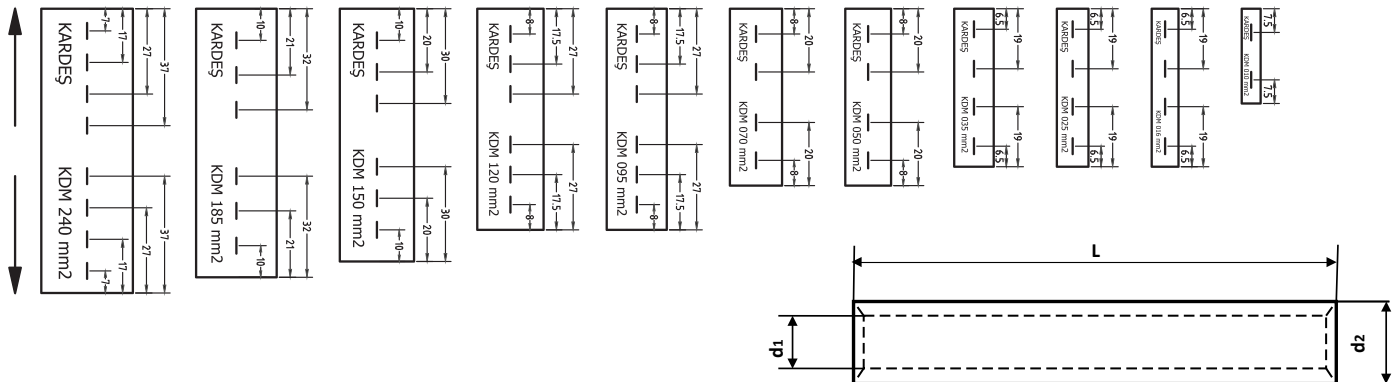 7
17
27
37
KARDEŞ
KDM 240 mm2
37
27
17
7
10
21
32
KARDEŞ
KDM 185 mm2
32
21
10
10
20
30
KARDEŞ
KDM 150 mm2
30
20
10
8
17.5
27
KARDEŞ
KDM 120 mm2
27
17.5
8
8
17.5
27
KARDEŞ
KDM 095 mm2
27
17.5
8
8
20
KARDEŞ
KDM 070 mm2
20
8
8
20
KARDEŞ
KDM 050 mm2
20
8
6.5
19
KARDEŞ
KDM 035 mm2
19
6.5
6.5
19
KARDEŞ
KDM 025 mm2
19
6.5
6.5
19
KARDEŞ
KDM 016 mm2
19
6.5
7.5
KARDEŞ
KDM 010 mm2
7.5
L
d1
d2